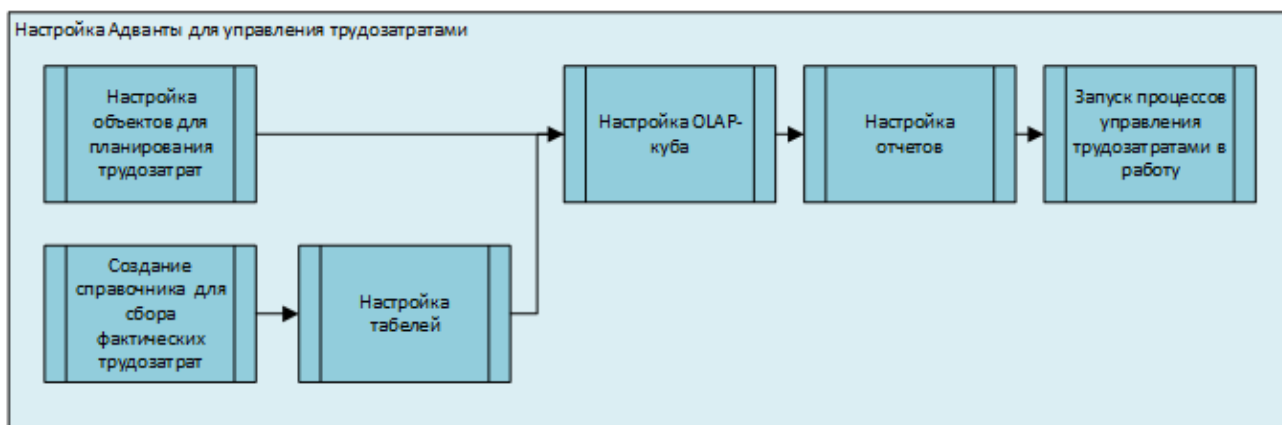 Настройка Адванты для управления трудозатратами
Настройка
объектов для
планирования
трудозатрат
Настройка OLAP-
куба
Настройка
отчетов
Запуск процессов
управления
трудозатратами в
работу
Создание
справочника для
сбора
фактических
трудозатрат
Настройка
табелей